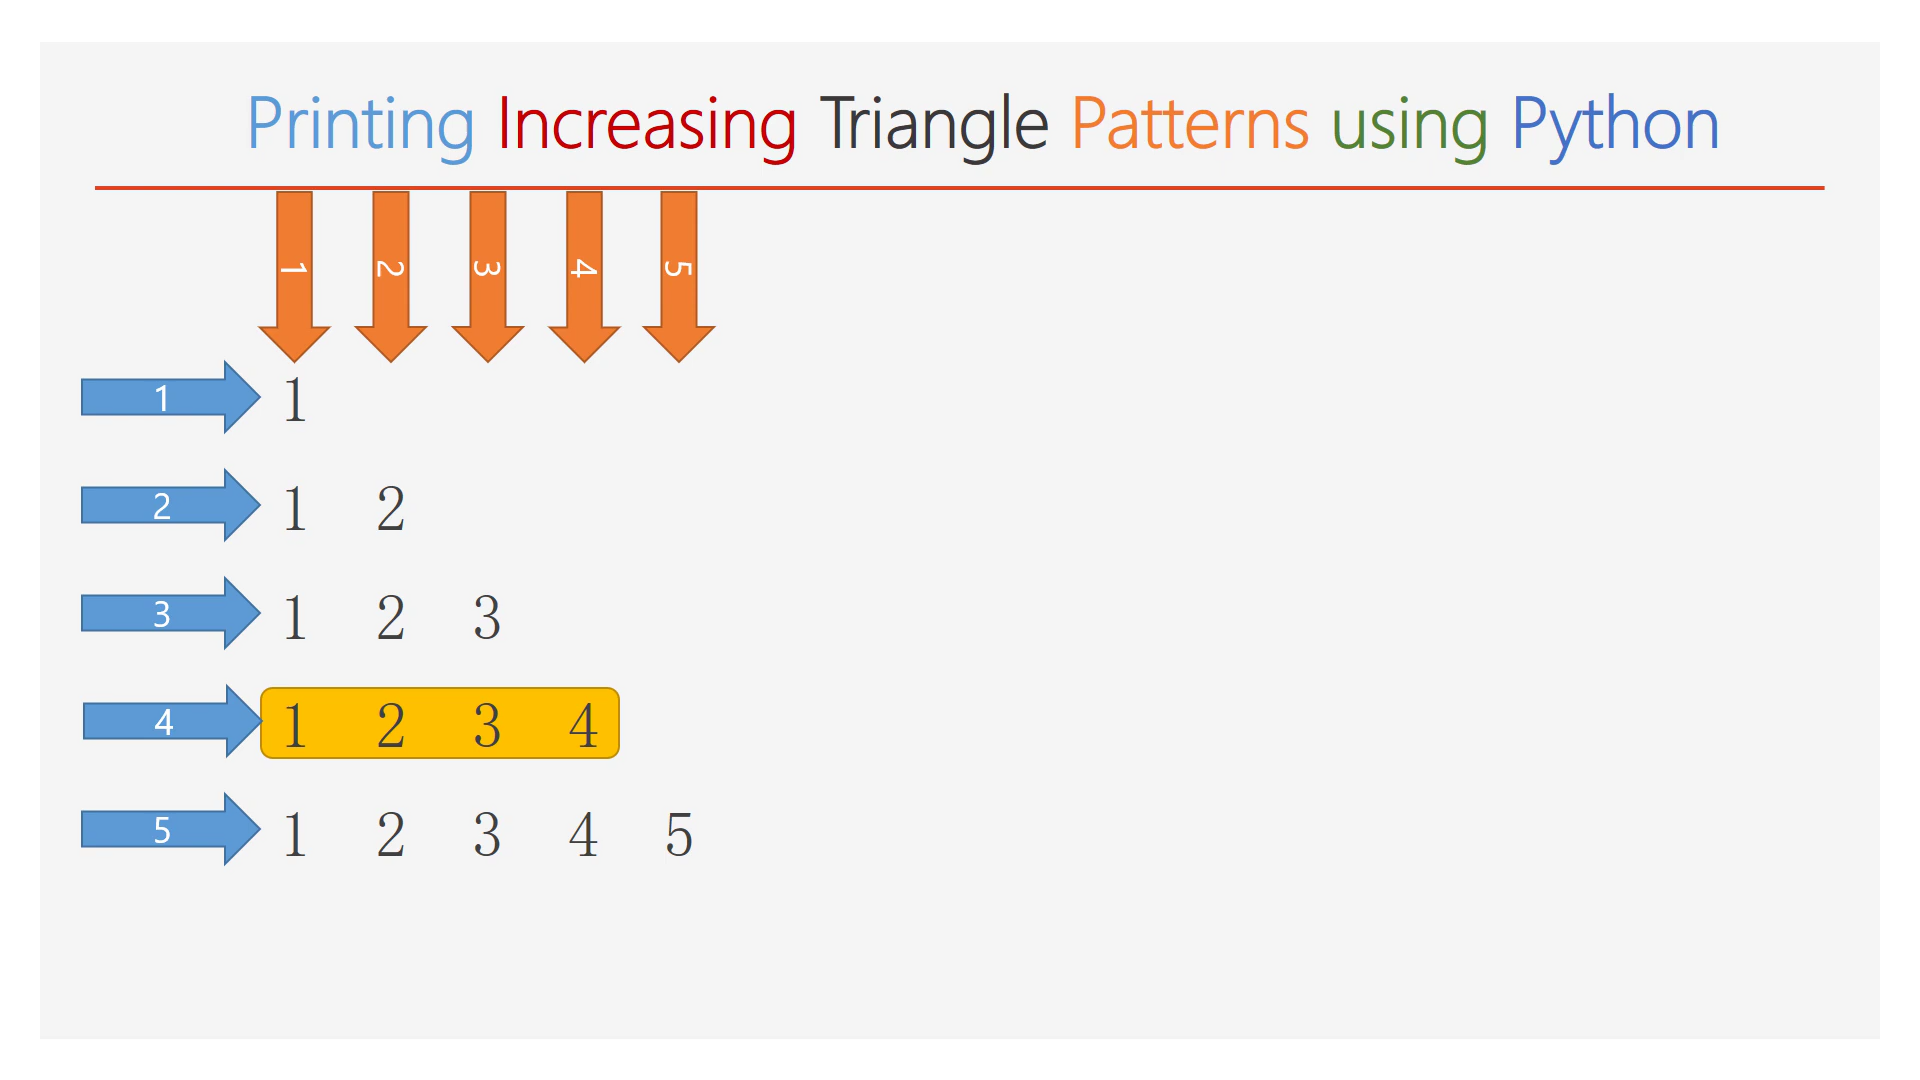 Printing Increasing Triangle Patterns using Python
1 2 3 4 5
1 1
2 1 2
3 1 2 3
4 1 2 3 4
5 1 2 3 4 5